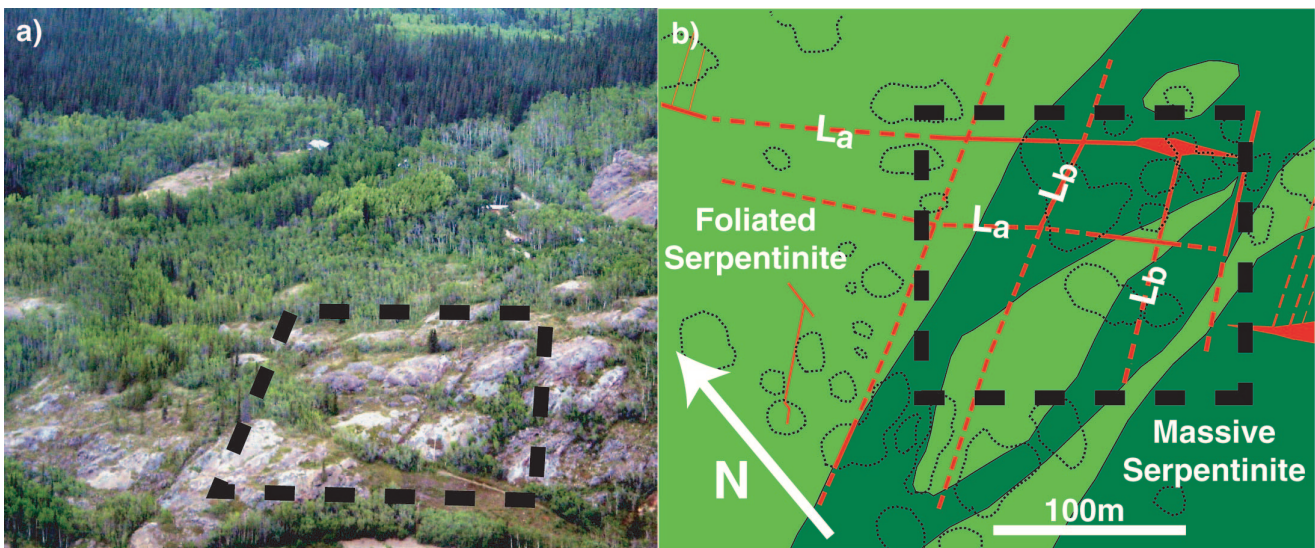 a)
b)
La
Lb
La
Foliated
Serpentinite
Lb
N
Massive
Serpentinite
100m